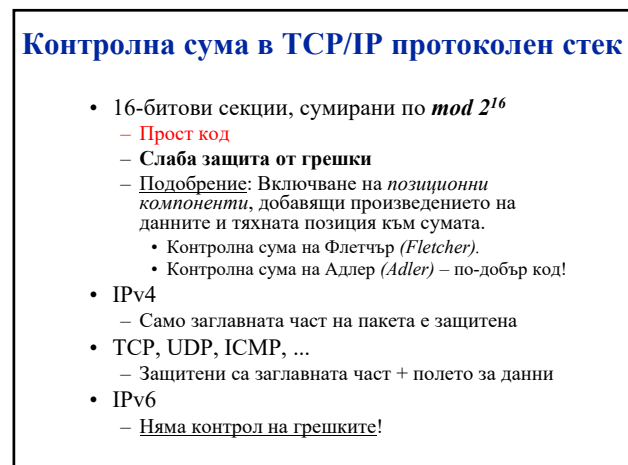 Контролна сума в TCP/IP протоколен стек
• 16-битови секции, сумирани по mod 2¹⁶
– Прост код
– Слаба защита от грешки
– Подобрение: Включване на позиционни
компоненти, добавящи произведението на
данните и тяхната позиция към сумата.
• Контролна сума на Флетчър (Fletcher).
• Контролна сума на Адлер (Adler) – по-добър код!
• IPv4
– Само заглавната част на пакета е защитена
• TCP, UDP, ICMP, ...
– Защитени са заглавната част + полето за данни
• IPv6
– Няма контрол на грешките!